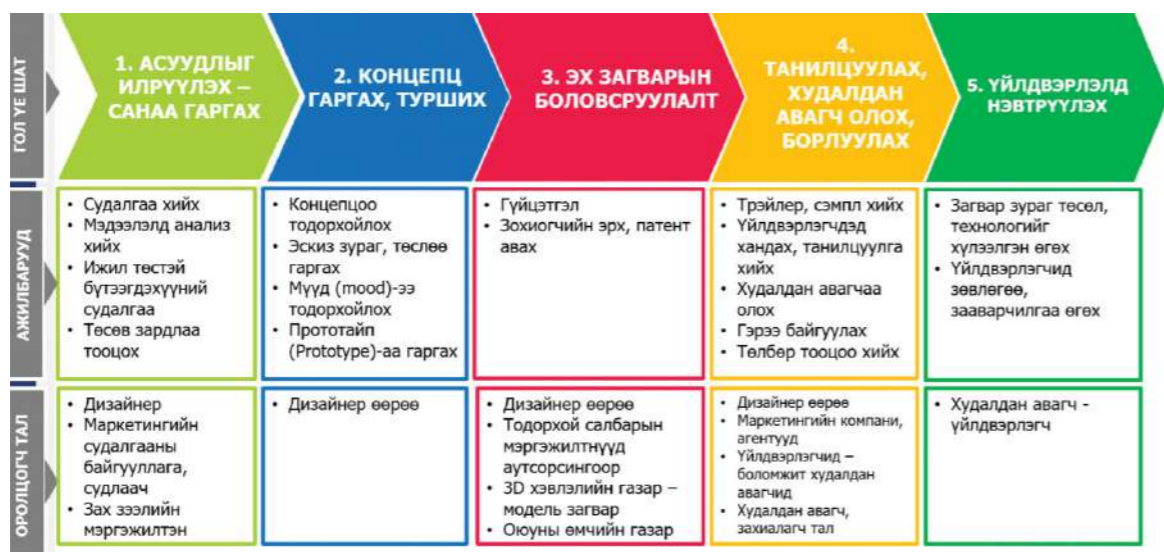 ГОЛ ҮЕ ШАТ
1. АСУУДЛЫГ
ИЛРҮҮЛЭХ –
САНАА ГАРГАХ
2. КОНЦЕПЦ
ГАРГАХ, ТУРШИХ
3. ЭХ ЗАГВАРЫН
БОЛОВСРУУЛАЛТ
4.
ТАНИЛЦУУЛАХ,
ХУДАЛДАН
АВАГЧ ОЛОХ,
БОРЛУУЛАХ
5. ҮЙЛДВЭРЛЭЛД
НЭВТРҮҮЛЭХ
АЖИЛБАРУУД
• Судалгаа хийх
• Мэдээлэлд анализ
хийх
• Ижил төстэй
бүтээгдэхүүний
судалгаа
• Төсөв зардлаа
тооцох
• Концепцоо
тодорхойлох
• Эскиз зураг, төслөө
гаргах
• Мүүд (mood)-ээ
тодорхойлох
• Прототайп
(Prototype)-аа гаргах
• Гүйцэтгэл
• Зохиогчийн эрх, патент
авах
• Трэйлер, сэмпл хийх
• Үйлдвэрлэгчдэд
хандах, танилцуулга
хийх
• Худалдан авагчаа
олох
• Гэрээ байгуулах
• Төлбөр тооцоо хийх
• Загвар зураг төсөл,
технологийг
хүлээлгэн өгөх
• Үйлдвэрлэгчид
зөвлөгөө,
зааварчилгаа өгөх
ОРОЛЦОГЧ ТАЛ
• Дизайнер
• Маркетингийн
судалгааны
байгууллага,
судлаач
• Зах зээлийн
мэргэжилтэн
• Дизайнер өөрөө
• Дизайнер өөрөө
• Тодорхой салбарын
мэргэжилтнүүд
аутсорсингоор
• 3D хэвлэлийн газар –
модель загвар
• Оюуны өмчийн газар
• Дизайнер өөрөө
• Маркетингийн компани,
агентууд
• Үйлдвэрлэгчид –
боломжит худалдан
авагчид
• Худалдан авагч,
захиалагч тал
• Худалдан авагч -
үйлдвэрлэгч